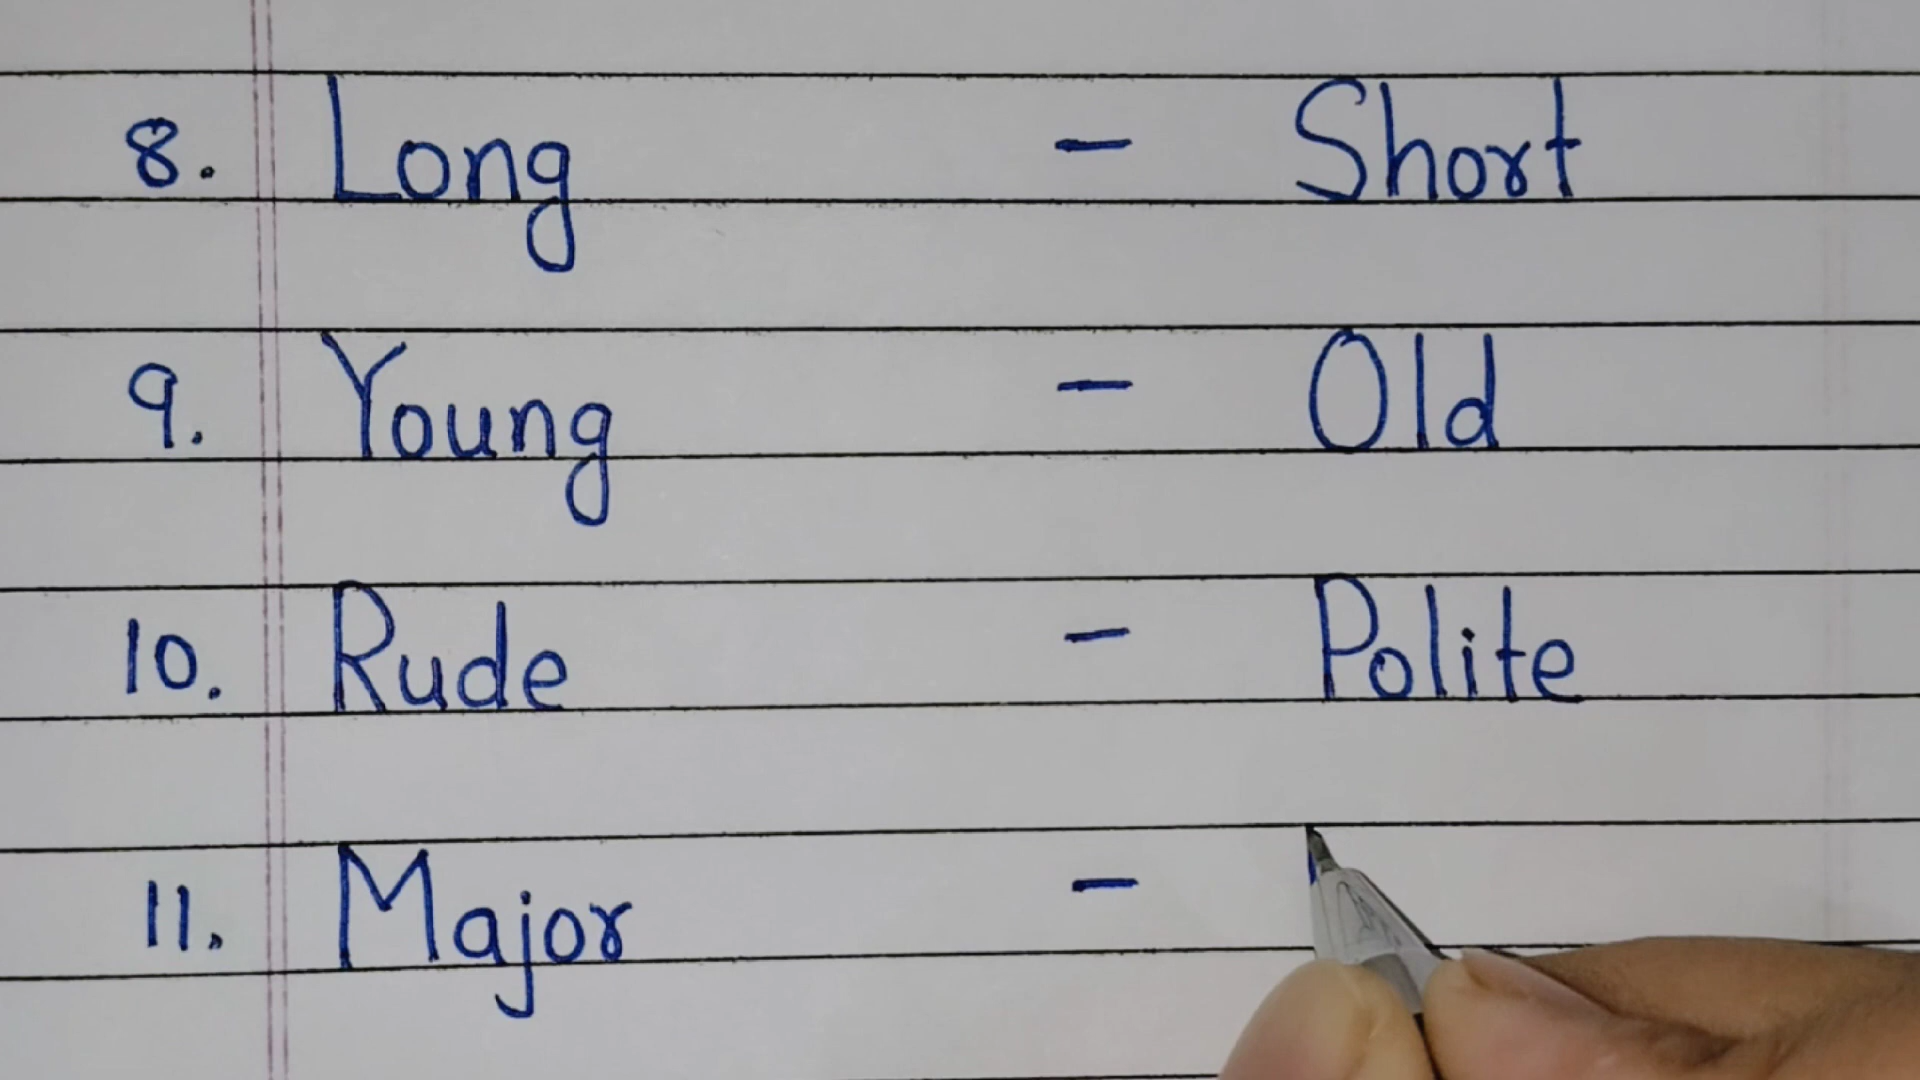 8. Long - Short
9. Young - Old
10. Rude - Polite
11. Major -